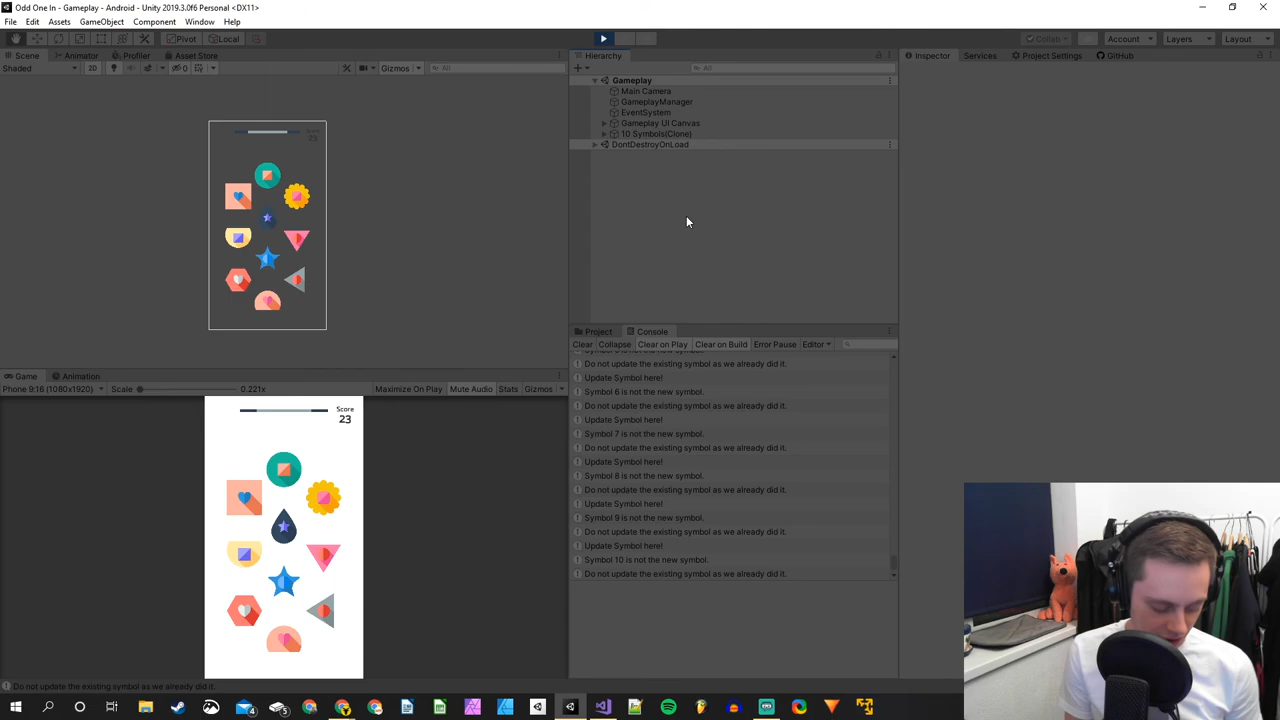 Odd One In - Gameplay - Android - Unity 2019.3.0f6 Personal <DX11>
File Edit Assets GameObject Component Window Help
Pivot Local Collab Account Layers Layout
Scene Animator Profiler Asset Store Hierarchy Inspector Services Project Settings GitHub
Shaded 2D 0 Gizmos All All
Gameplay
Main Camera
GameplayManager
EventSystem
Gameplay UI Canvas
10 Symbols(Clone)
DontDestroyOnLoad
Score
23
Project Console
Clear Collapse Clear on Play Clear on Build Error Pause Editor
Do not update the existing symbol as we already did it.
Update Symbol here!
Symbol 6 is not the new symbol.
Do not update the existing symbol as we already did it.
Update Symbol here!
Symbol 7 is not the new symbol.
Do not update the existing symbol as we already did it.
Update Symbol here!
Symbol 8 is not the new symbol.
Do not update the existing symbol as we already did it.
Update Symbol here!
Symbol 9 is not the new symbol.
Do not update the existing symbol as we already did it.
Update Symbol here!
Symbol 10 is not the new symbol.
Do not update the existing symbol as we already did it.
Game Animation
Phone 9:16 (1080x1920) Scale 0.221x Maximize On Play Mute Audio Stats Gizmos
Score
23
Do not update the existing symbol as we already did it.